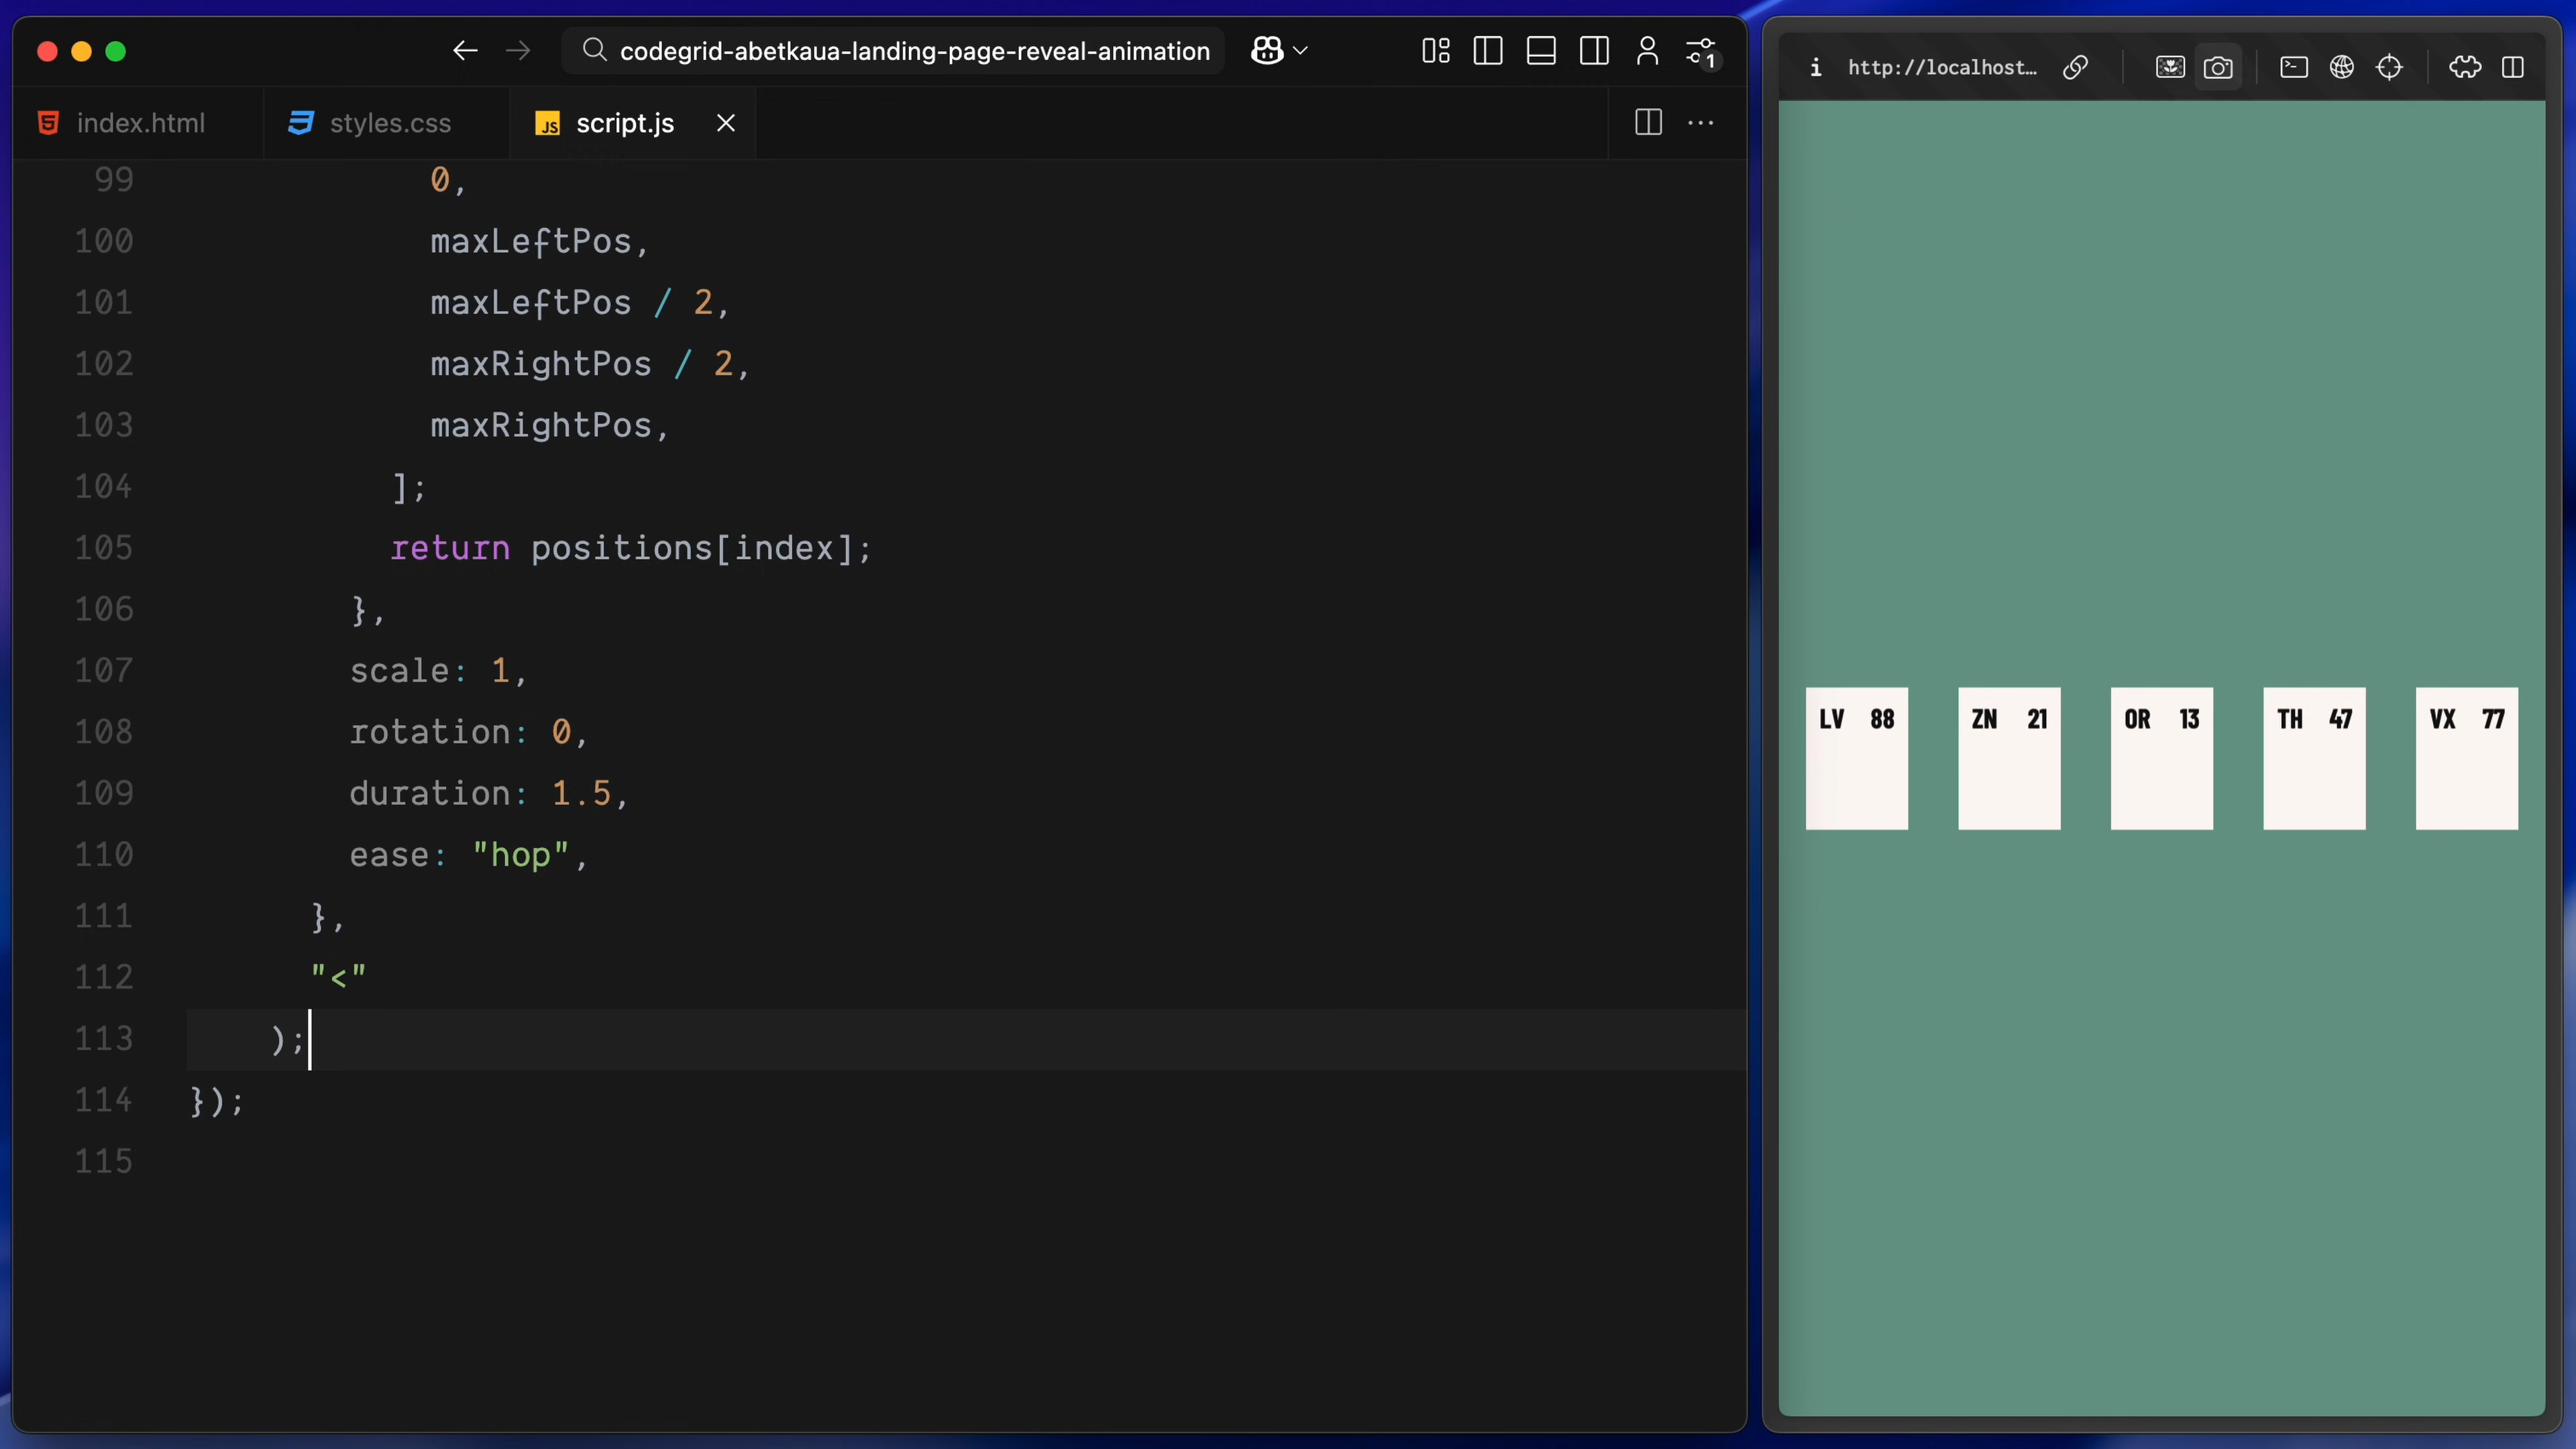 codegrid-abetkaua-landing-page-reveal-animation
1
index.html
styles.css
JS script.js
99 0,
100 maxLeftPos,
101 maxLeftPos / 2,
102 maxRightPos / 2,
103 maxRightPos,
104 ];
105 return positions[index];
106 },
107 scale: 1,
108 rotation: 0,
109 duration: 1.5,
110 ease: "hop",
111 },
112 "<"
113 );
114 });
115
http://localhost…
LV 88
ZN 21
OR 13
TH 47
VX 77